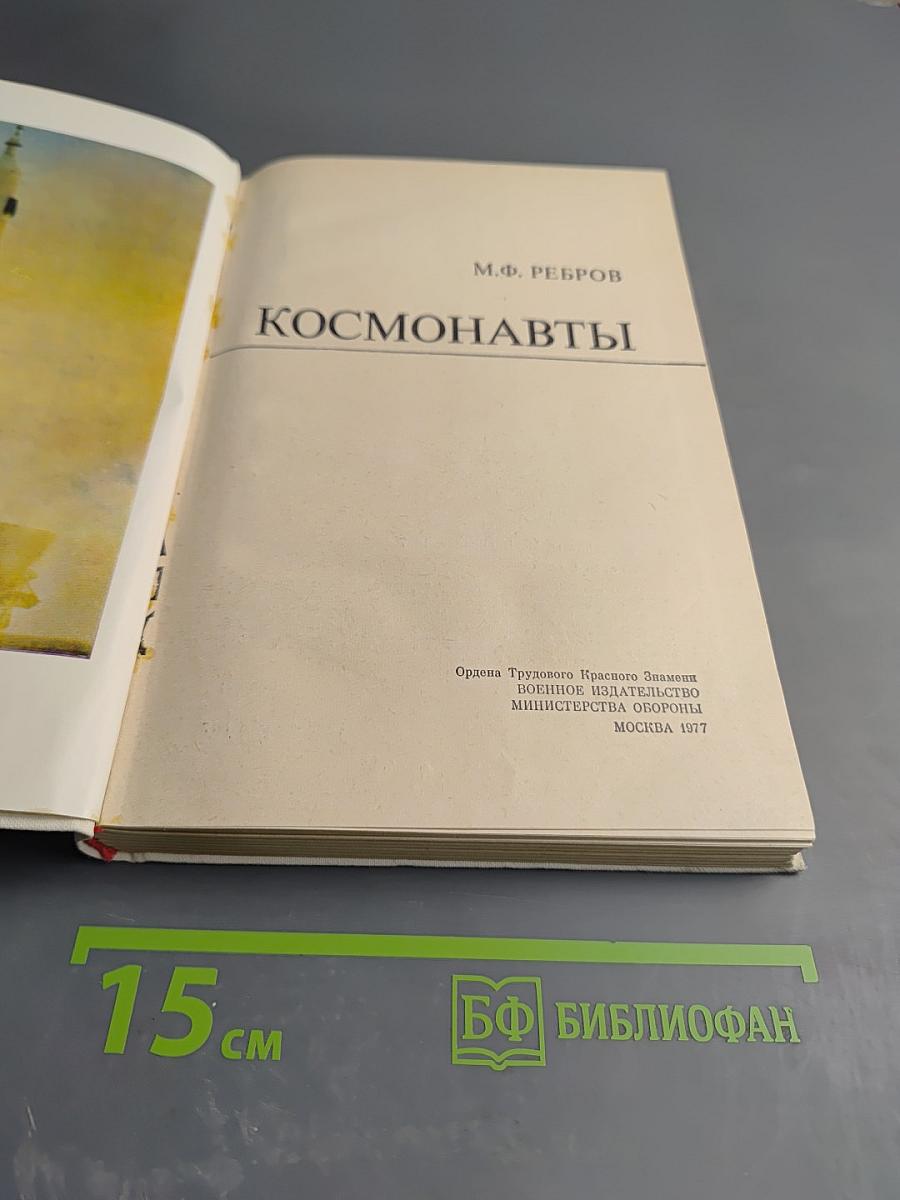 М.Ф. РЕБРОВ
КОСМОНАВТЫ
Ордена Трудового Красного Знамени
ВОЕННОЕ ИЗДАТЕЛЬСТВО
МИНИСТЕРСТВА ОБОРОНЫ
МОСКВА 1977
15 см
БФ БИБЛИОФАН